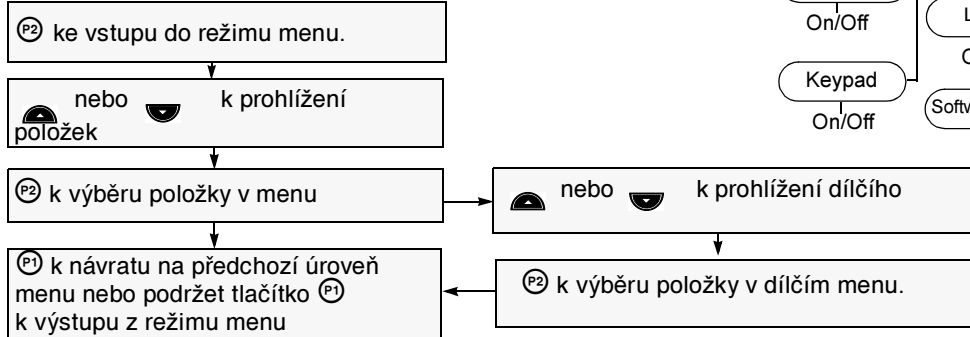 P2 ke vstupu do režimu menu.
nebo k prohlížení
položek
P2 k výběru položky v menu
P1 k návratu na předchozí úroveň
menu nebo podržet tlačítko P1
k výstupu z režimu menu
nebo k prohlížení dílčího
P2 k výběru položky v dílčím menu.
On/Off
Keypad
On/Off